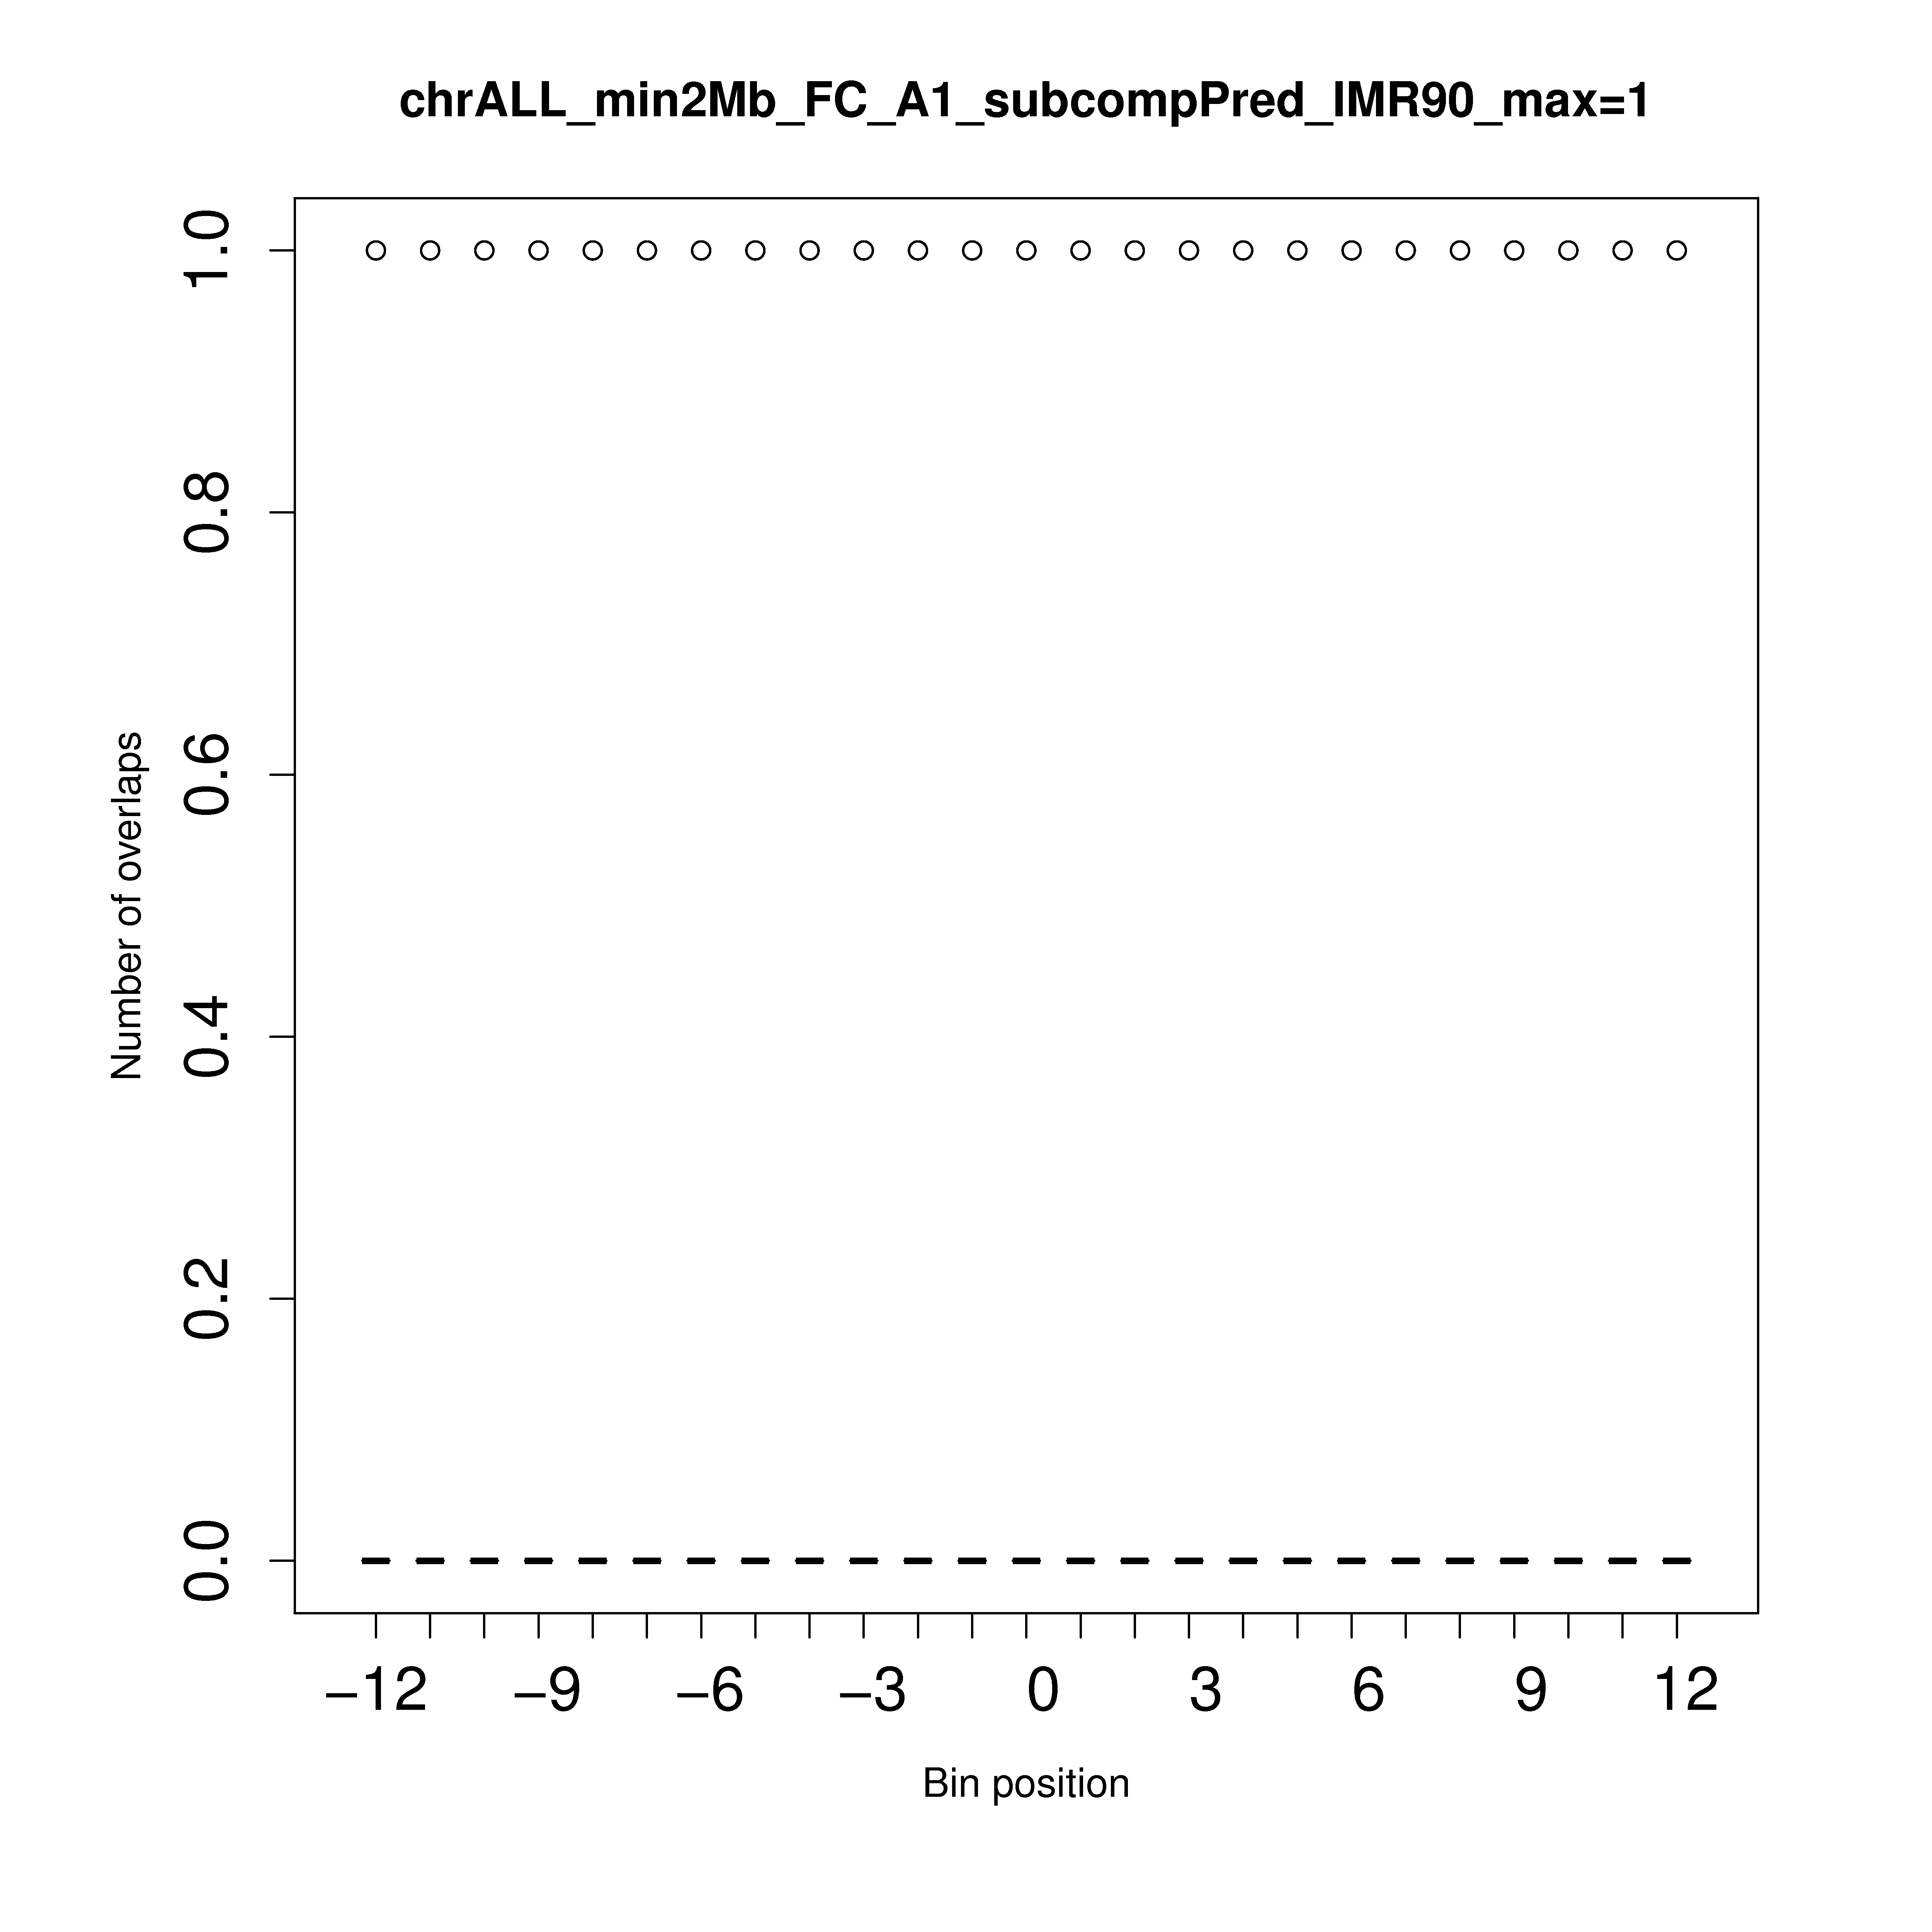 chrALL_min2Mb_FC_A1_subcompPred_IMR90_max=1
1.0
0.8
0.6
0.4
0.2
0.0
Number of overlaps
−12 −9 −6 −3 0 3 6 9 12
Bin position